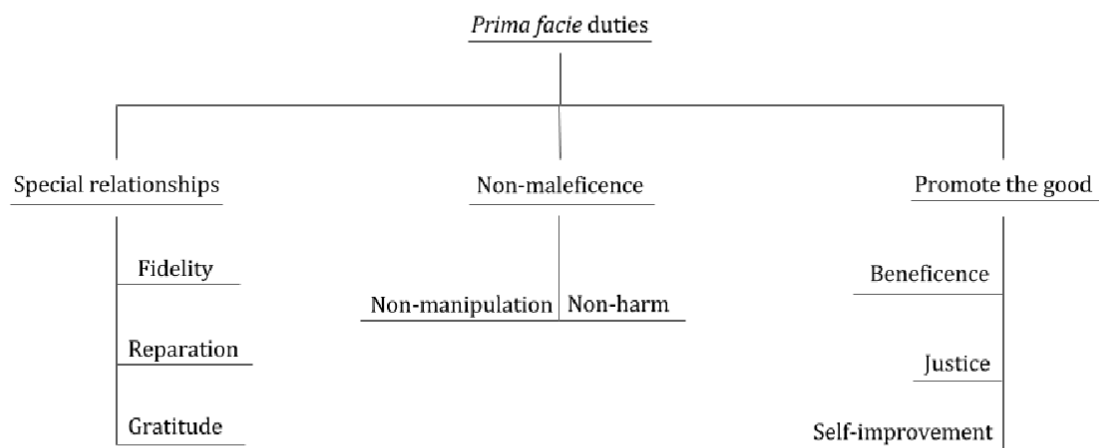 Prima facie duties
Special relationships
Non-maleficence
Promote the good
Fidelity
Beneficence
Non-manipulation
Non-harm
Reparation
Justice
Gratitude
Self-improvement